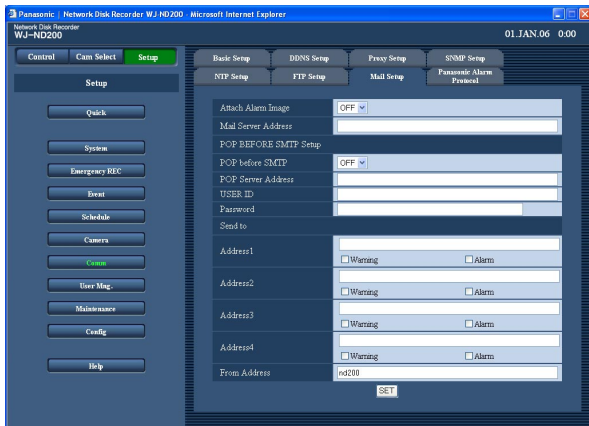 Panasonic | Network Disk Recorder WJ-ND200 - Microsoft Internet Explorer
Network Disk Recorder
WJ-ND200
01.JAN.06 0:00
Control Cam Select Setup
Setup
Quick
System
Emergency REC
Event
Schedule
Camera
Comm
User Mng.
Maintenance
Config
Help
Basic Setup DDNS Setup Proxy Setup SNMP Setup
NTP Setup FTP Setup Mail Setup Panasonic Alarm
Protocol
Attach Alarm Image OFF
Mail Server Address
POP BEFORE SMTP Setup
POP before SMTP OFF
POP Server Address
USER ID
Password
Send to
Address1
Warning Alarm
Address2
Warning Alarm
Address3
Warning Alarm
Address4
Warning Alarm
From Address nd200
SET